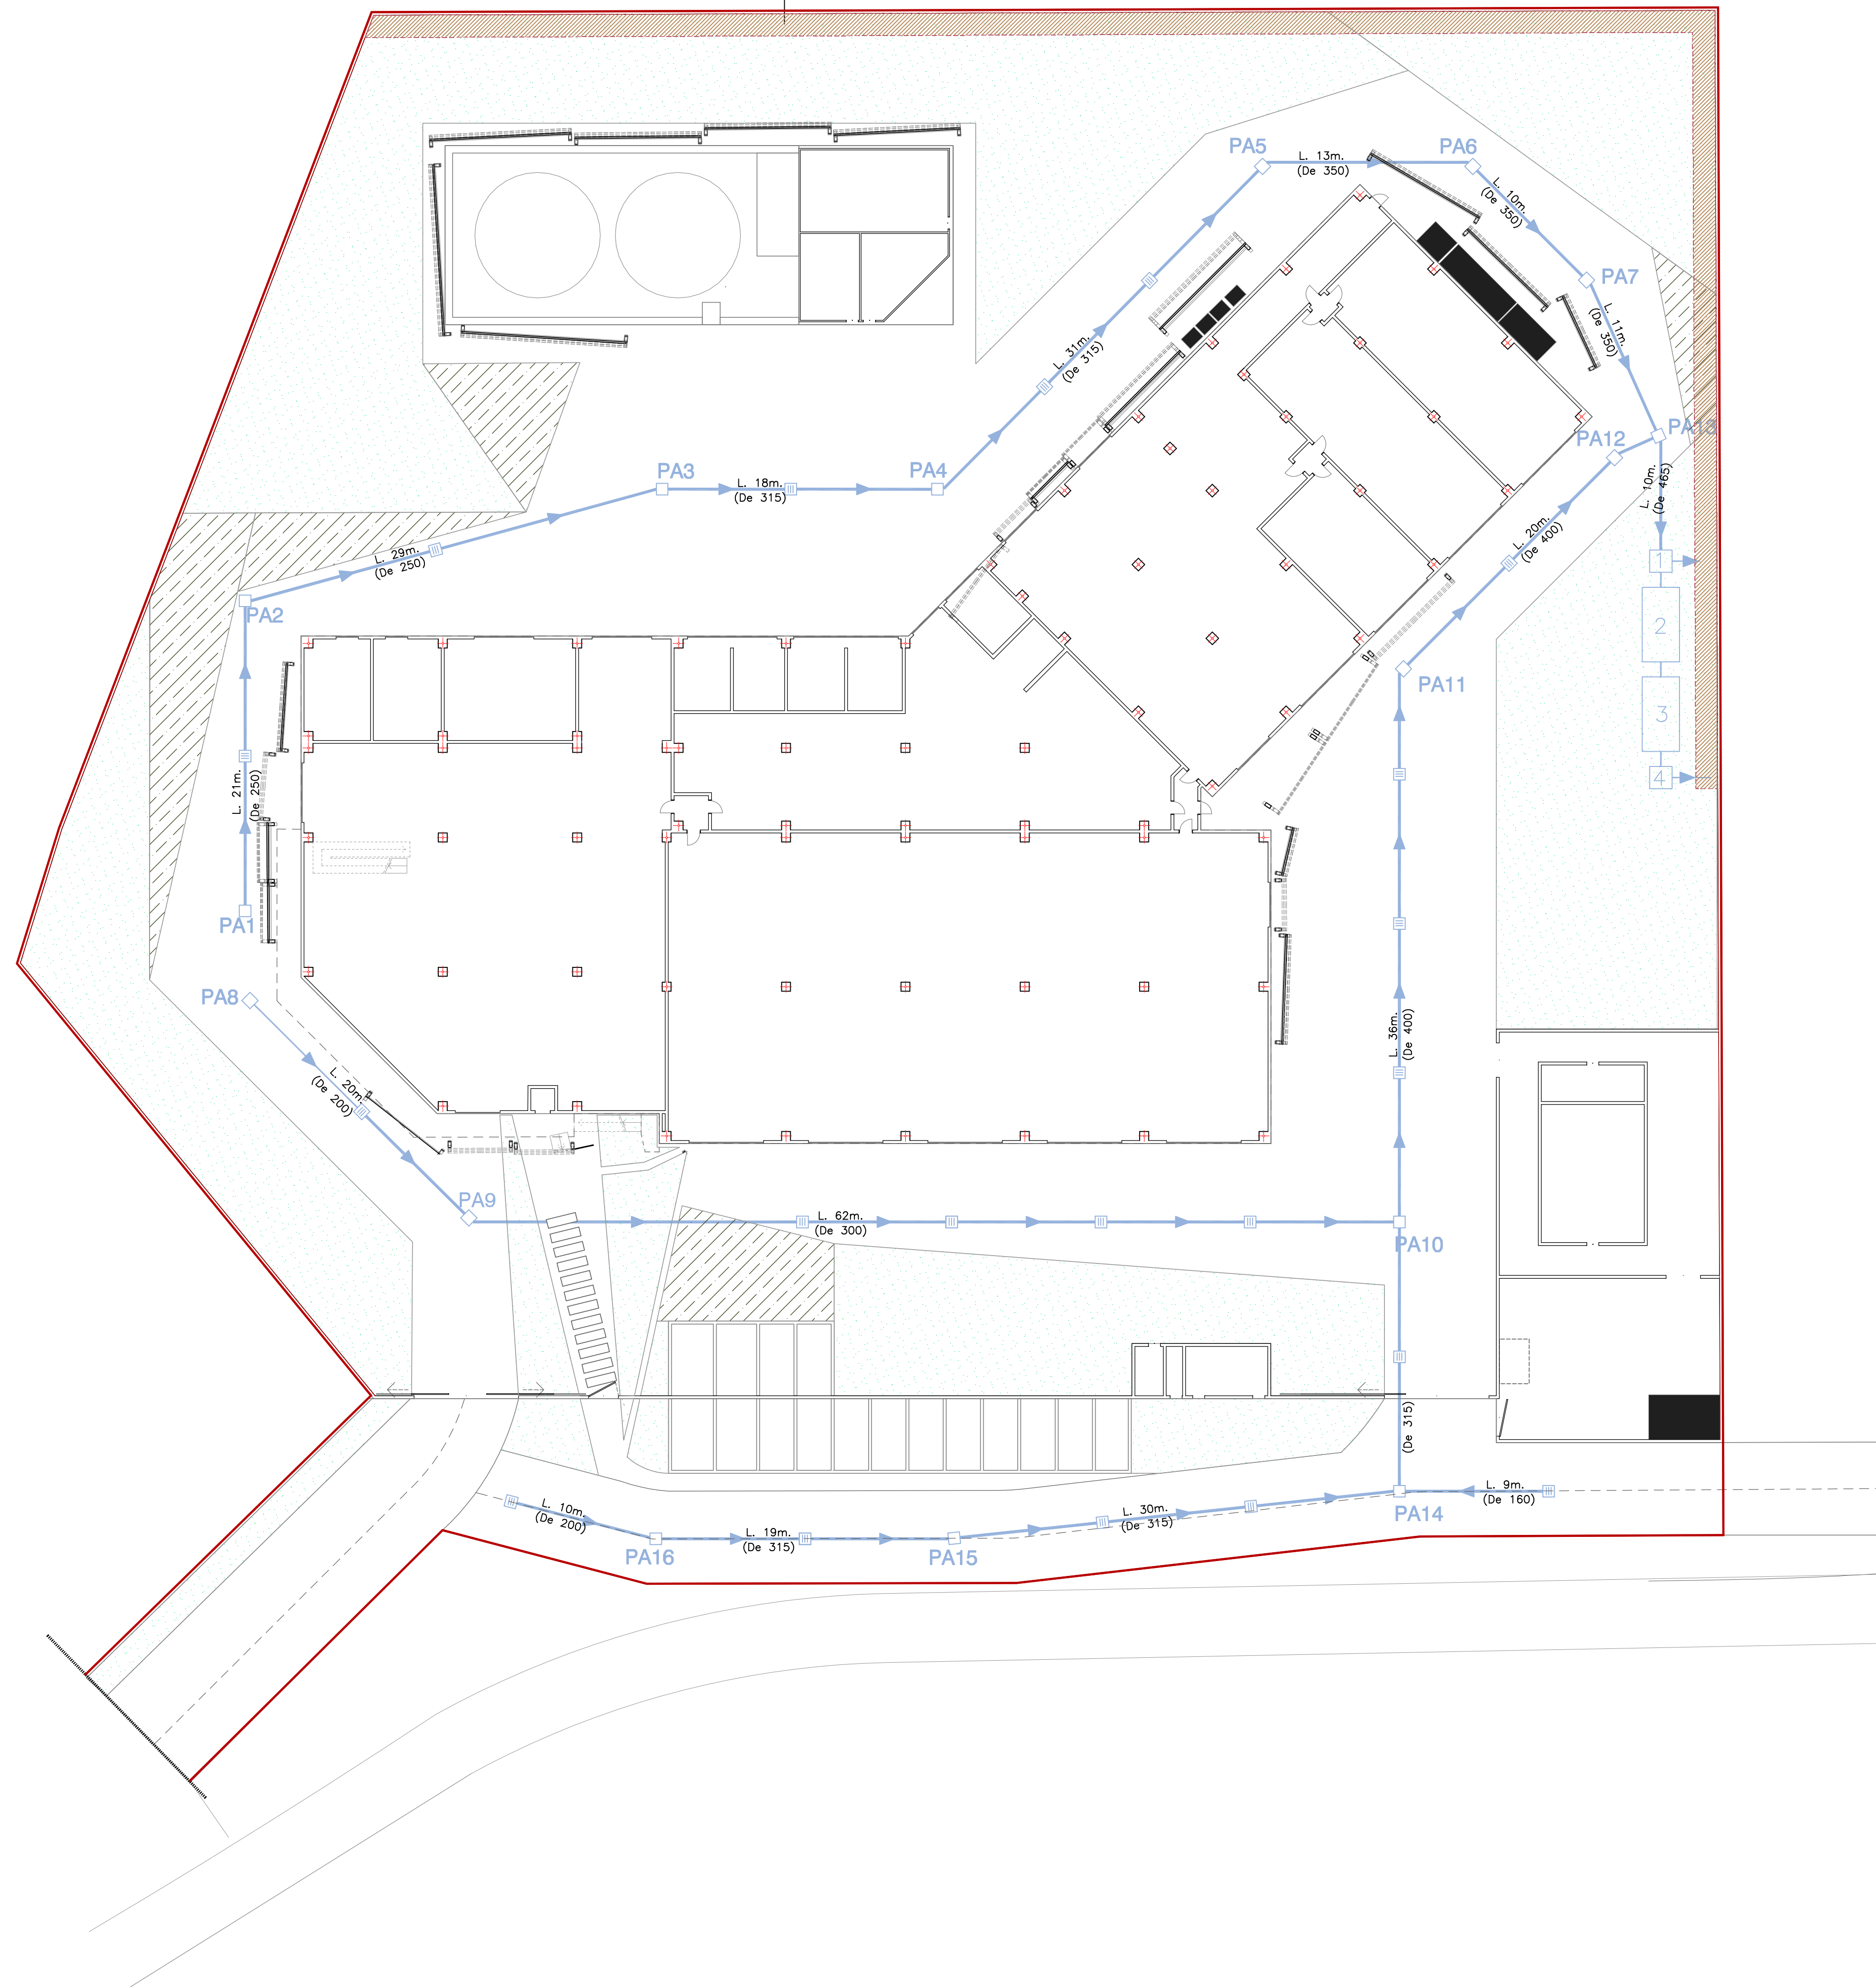 PA5
L. 13m.
(De 350)
PA6
L. 10m.
(De 350)
PA7
L. 11m.
(De 350)
L. 31m.
(De 315)
PA12
PA13
PA3
L. 18m.
(De 315)
PA4
L. 10m.
(De 465)
L. 20m.
(De 400)
L. 29m.
(De 250)
1
PA2
2
PA11
3
4
L. 21m.
(De 250)
PA1
PA8
L. 36m.
(De 400)
L. 20m.
(De 200)
PA9
L. 62m.
(De 300)
PA10
(De 315)
L. 10m.
(De 200)
L. 19m.
(De 315)
L. 30m.
(De 315)
L. 9m.
(De 160)
PA14
PA16
PA15